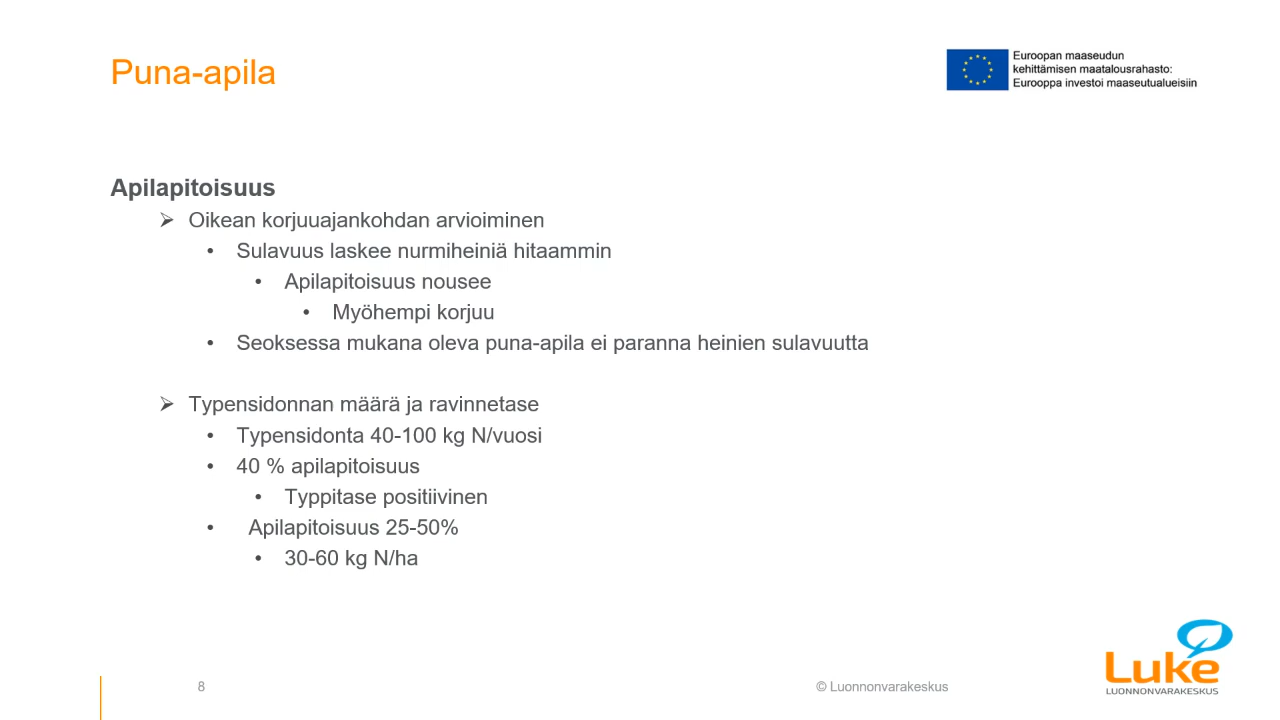 Puna-apila
Euroopan maaseudun
kehittämisen maatalousrahasto:
Eurooppa investoi maaseutualueisiin
Apilapitoisuus
➢ Oikean korjuuajankohdan arvioiminen
• Sulavuus laskee nurmiheiniä hitaammin
• Apilapitoisuus nousee
• Myöhempi korjuu
• Seoksessa mukana oleva puna-apila ei paranna heinien sulavuutta
➢ Typensidonnan määrä ja ravinnetase
• Typensidonta 40-100 kg N/vuosi
• 40 % apilapitoisuus
• Typpitase positiivinen
• Apilapitoisuus 25-50%
• 30-60 kg N/ha
8
© Luonnonvarakeskus
Luke
LUONNONVARAKESKUS